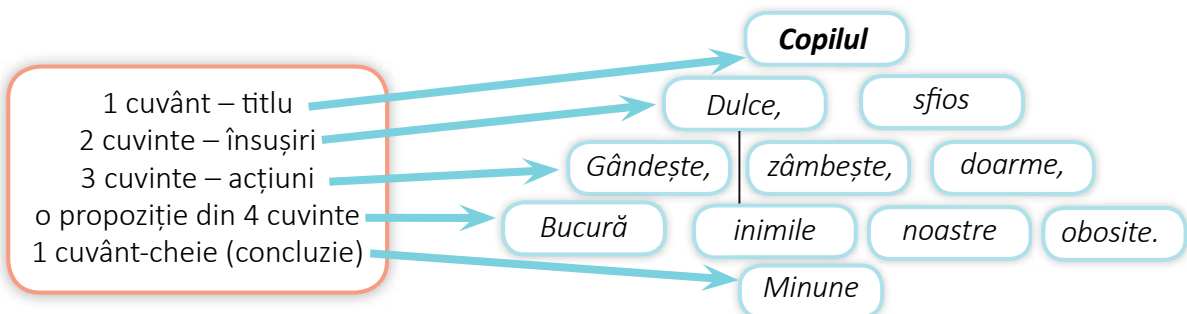 1 cuvânt – titlu
2 cuvinte – însușiri
3 cuvinte – acțiuni
o propoziție din 4 cuvinte
1 cuvânt-cheie (concluzie)
Copilul
Dulce, sfios
Gândește, zâmbește, doarme,
Bucură inimile noastre obosite.
Minune